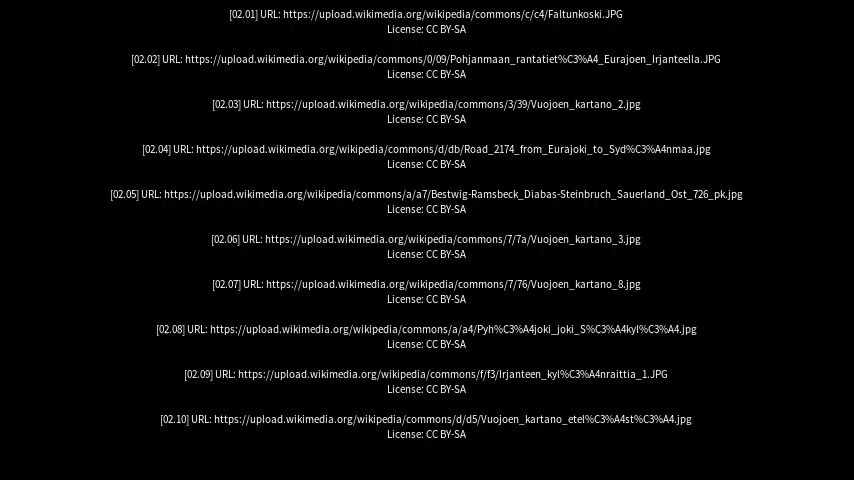 [02.01] URL: https://upload.wikimedia.org/wikipedia/commons/c/c4/Faltunkoski.JPG
License: CC BY-SA
[02.02] URL: https://upload.wikimedia.org/wikipedia/commons/0/09/Pohjanmaan_rantatiet%C3%A4_Eurajoen_Irjanteella.JPG
License: CC BY-SA
[02.03] URL: https://upload.wikimedia.org/wikipedia/commons/3/39/Vuojoen_kartano_2.jpg
License: CC BY-SA
[02.04] URL: https://upload.wikimedia.org/wikipedia/commons/d/db/Road_2174_from_Eurajoki_to_Syd%C3%A4nmaa.jpg
License: CC BY-SA
[02.05] URL: https://upload.wikimedia.org/wikipedia/commons/a/a7/Bestwig-Ramsbeck_Diabas-Steinbruch_Sauerland_Ost_726_pk.jpg
License: CC BY-SA
[02.06] URL: https://upload.wikimedia.org/wikipedia/commons/7/7a/Vuojoen_kartano_3.jpg
License: CC BY-SA
[02.07] URL: https://upload.wikimedia.org/wikipedia/commons/7/76/Vuojoen_kartano_8.jpg
License: CC BY-SA
[02.08] URL: https://upload.wikimedia.org/wikipedia/commons/a/a4/Pyh%C3%A4joki_joki_S%C3%A4kyl%C3%A4.jpg
License: CC BY-SA
[02.09] URL: https://upload.wikimedia.org/wikipedia/commons/f/f3/Irjanteen_kyl%C3%A4nraittia_1.JPG
License: CC BY-SA
[02.10] URL: https://upload.wikimedia.org/wikipedia/commons/d/d5/Vuojoen_kartano_etel%C3%A4st%C3%A4.jpg
License: CC BY-SA